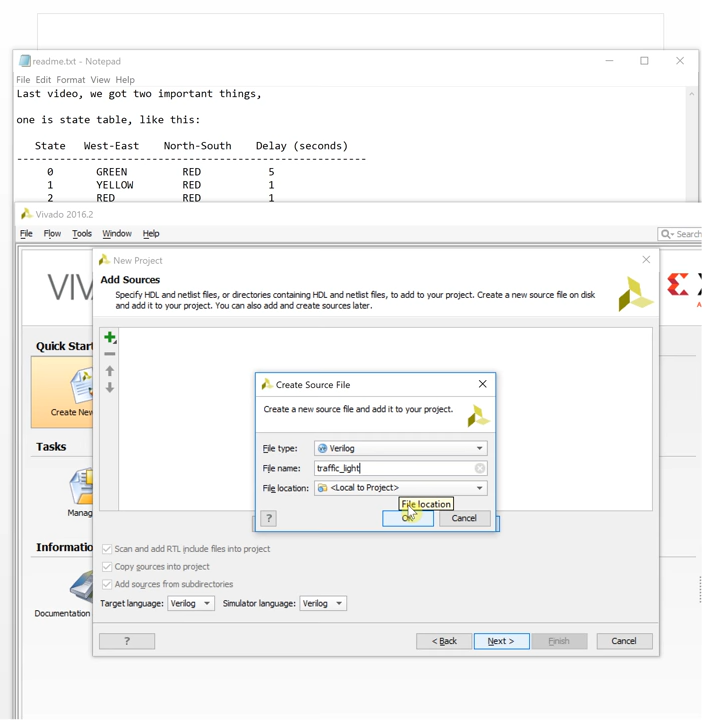 readme.txt - Notepad
File Edit Format View Help
Last video, we got two important things,
one is state table, like this:
State West-East North-South Delay (seconds)
----------------------------------------------------------
0 GREEN RED 5
1 YELLOW RED 1
2 RED RED 1
Vivado 2016.2
File Flow Tools Window Help
Search
New Project
Add Sources
Specify HDL and netlist files, or directories containing HDL and netlist files, to add to your project. Create a new source file on disk
and add it to your project. You can also add and create sources later.
VIV
Quick Start
Create New
Tasks
Manag
Informatio
Documentation
Create Source File
Create a new source file and add it to your project.
File type: Verilog
File name: traffic_light
File location: <Local to Project>
File location
? OK Cancel
Scan and add RTL include files into project
Copy sources into project
Add sources from subdirectories
Target language: Verilog Simulator language: Verilog
? < Back Next > Finish Cancel